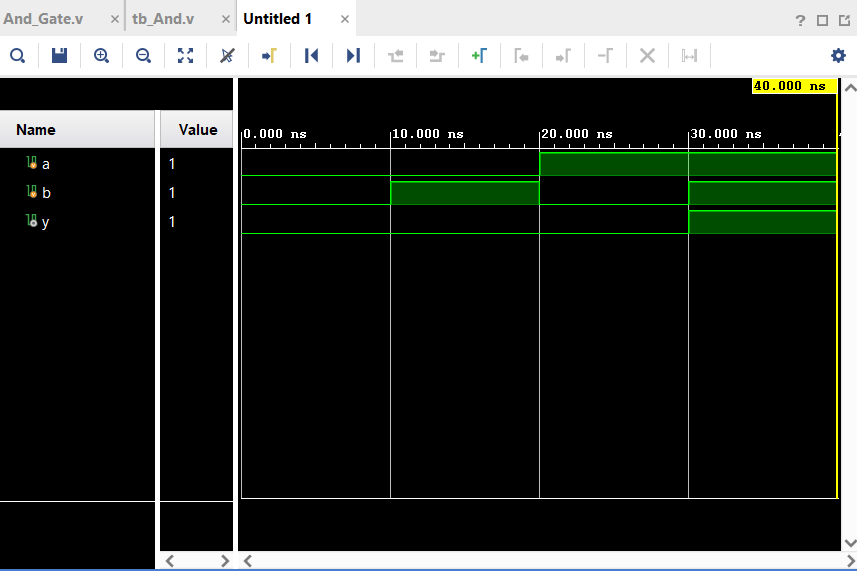 And_Gate.v × tb_And.v × Untitled 1 ×
?
40.000 ns
Name Value
0.000 ns 10.000 ns 20.000 ns 30.000 ns
a 1
b 1
y 1